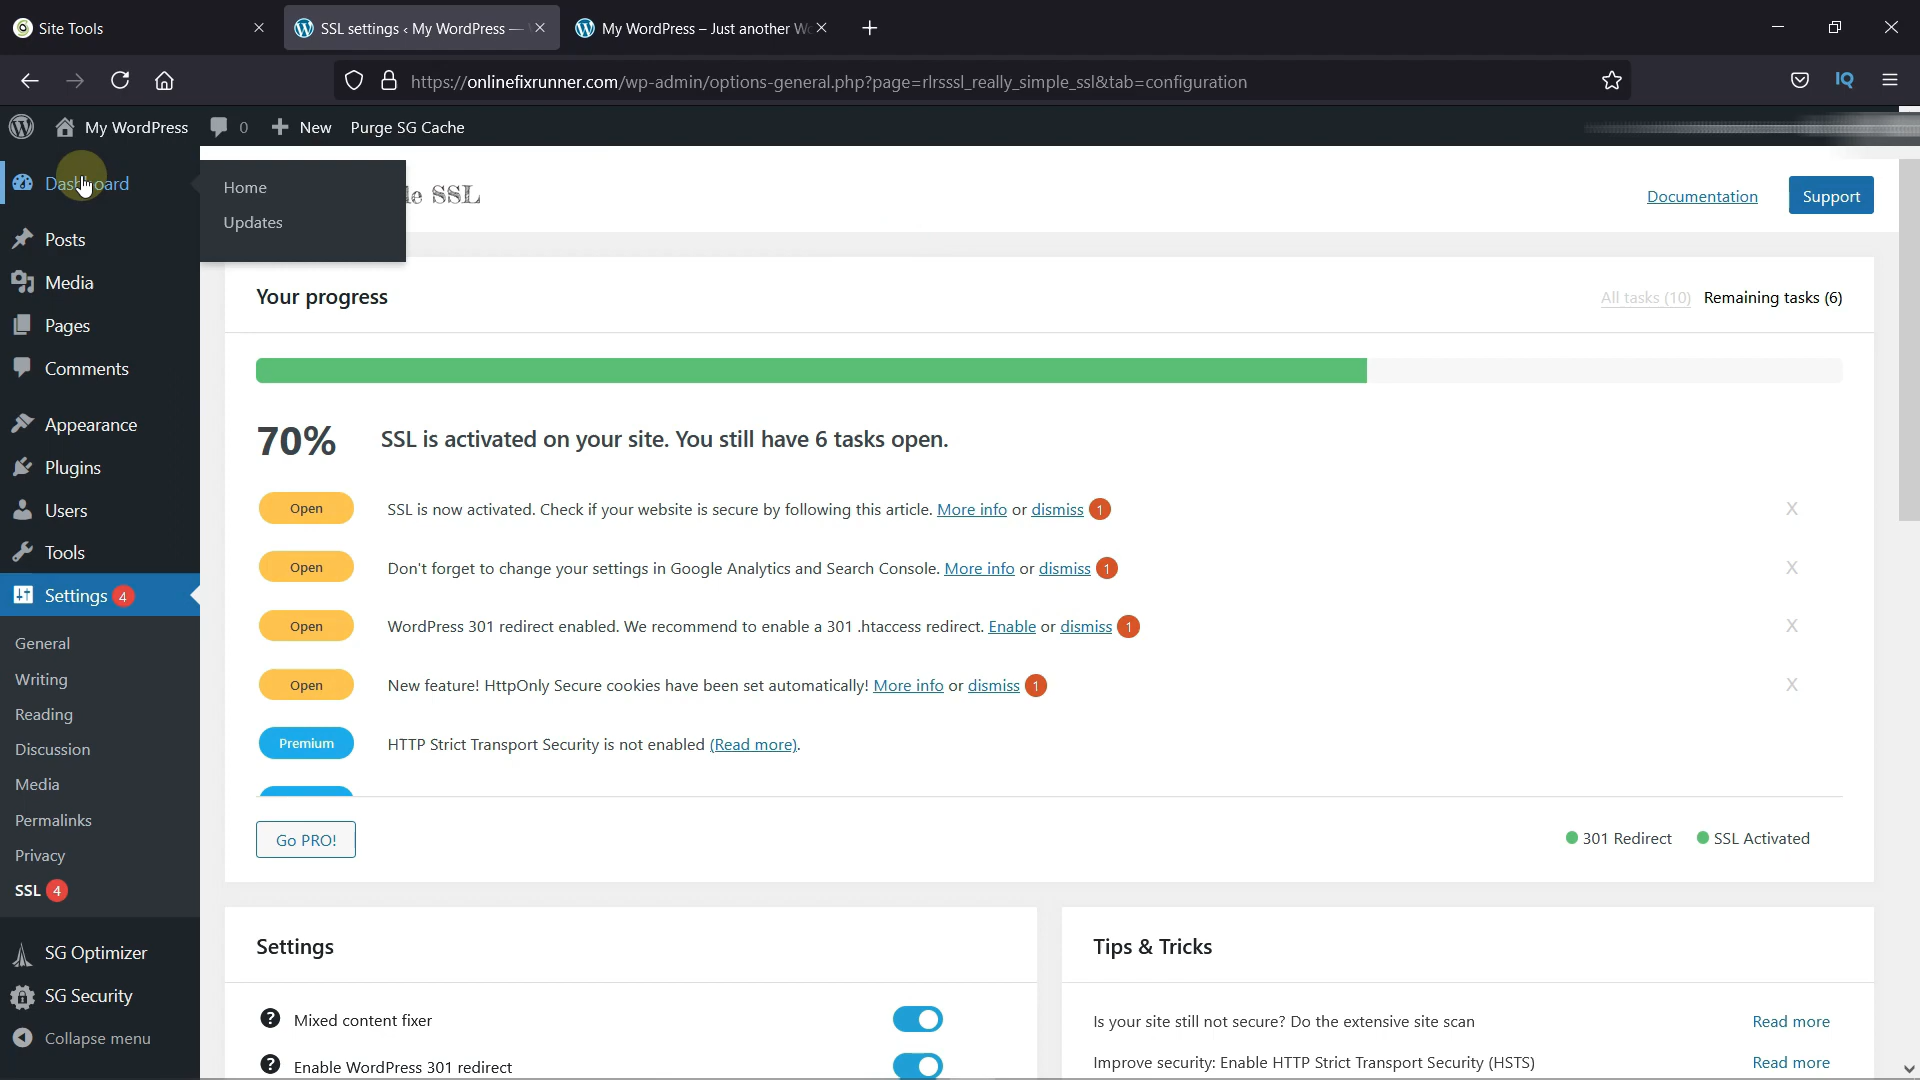 Site Tools
SSL settings ‹ My WordPress —
My WordPress – Just another Wo
https://onlinefixrunner.com/wp-admin/options-general.php?page=rlrsssl_really_simple_ssl&tab=configuration
IQ
My WordPress 0 New Purge SG Cache
Dashboard
Home
Updates
Posts
Media
Pages
Comments
Appearance
Plugins
Users
Tools
Settings 4
General
Writing
Reading
Discussion
Media
Permalinks
Privacy
SSL 4
SG Optimizer
SG Security
Collapse menu
le SSL
Documentation
Support
Your progress
All tasks (10) Remaining tasks (6)
70% SSL is activated on your site. You still have 6 tasks open.
Open SSL is now activated. Check if your website is secure by following this article. More info or dismiss 1 X
Open Don't forget to change your settings in Google Analytics and Search Console. More info or dismiss 1 X
Open WordPress 301 redirect enabled. We recommend to enable a 301 .htaccess redirect. Enable or dismiss 1 X
Open New feature! HttpOnly Secure cookies have been set automatically! More info or dismiss 1 X
Premium HTTP Strict Transport Security is not enabled (Read more).
Go PRO!
301 Redirect SSL Activated
Settings
Mixed content fixer
Enable WordPress 301 redirect
Tips & Tricks
Is your site still not secure? Do the extensive site scan Read more
Improve security: Enable HTTP Strict Transport Security (HSTS) Read more